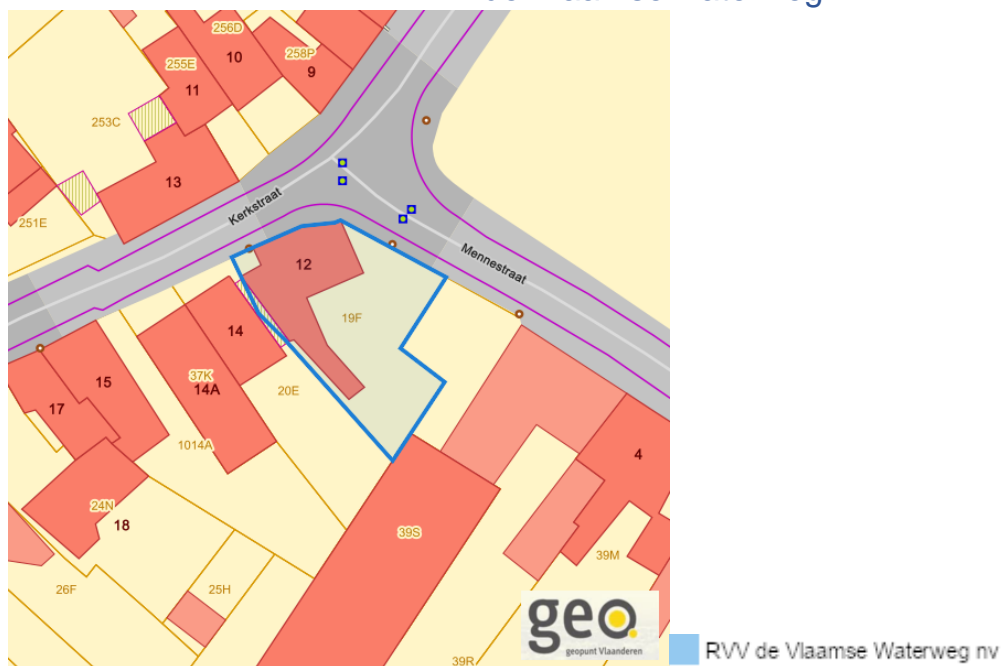 256D
10
258P
9
255E
11
253C
13
251E
Kerkstraat
Mennestraat
12
19F
14
37K
14A
20E
15
17
1014A
4
24N
18
39S
39M
26F
25H
39R
geo.
geopunt Vlaanderen
RVV de Vlaamse Waterweg nv